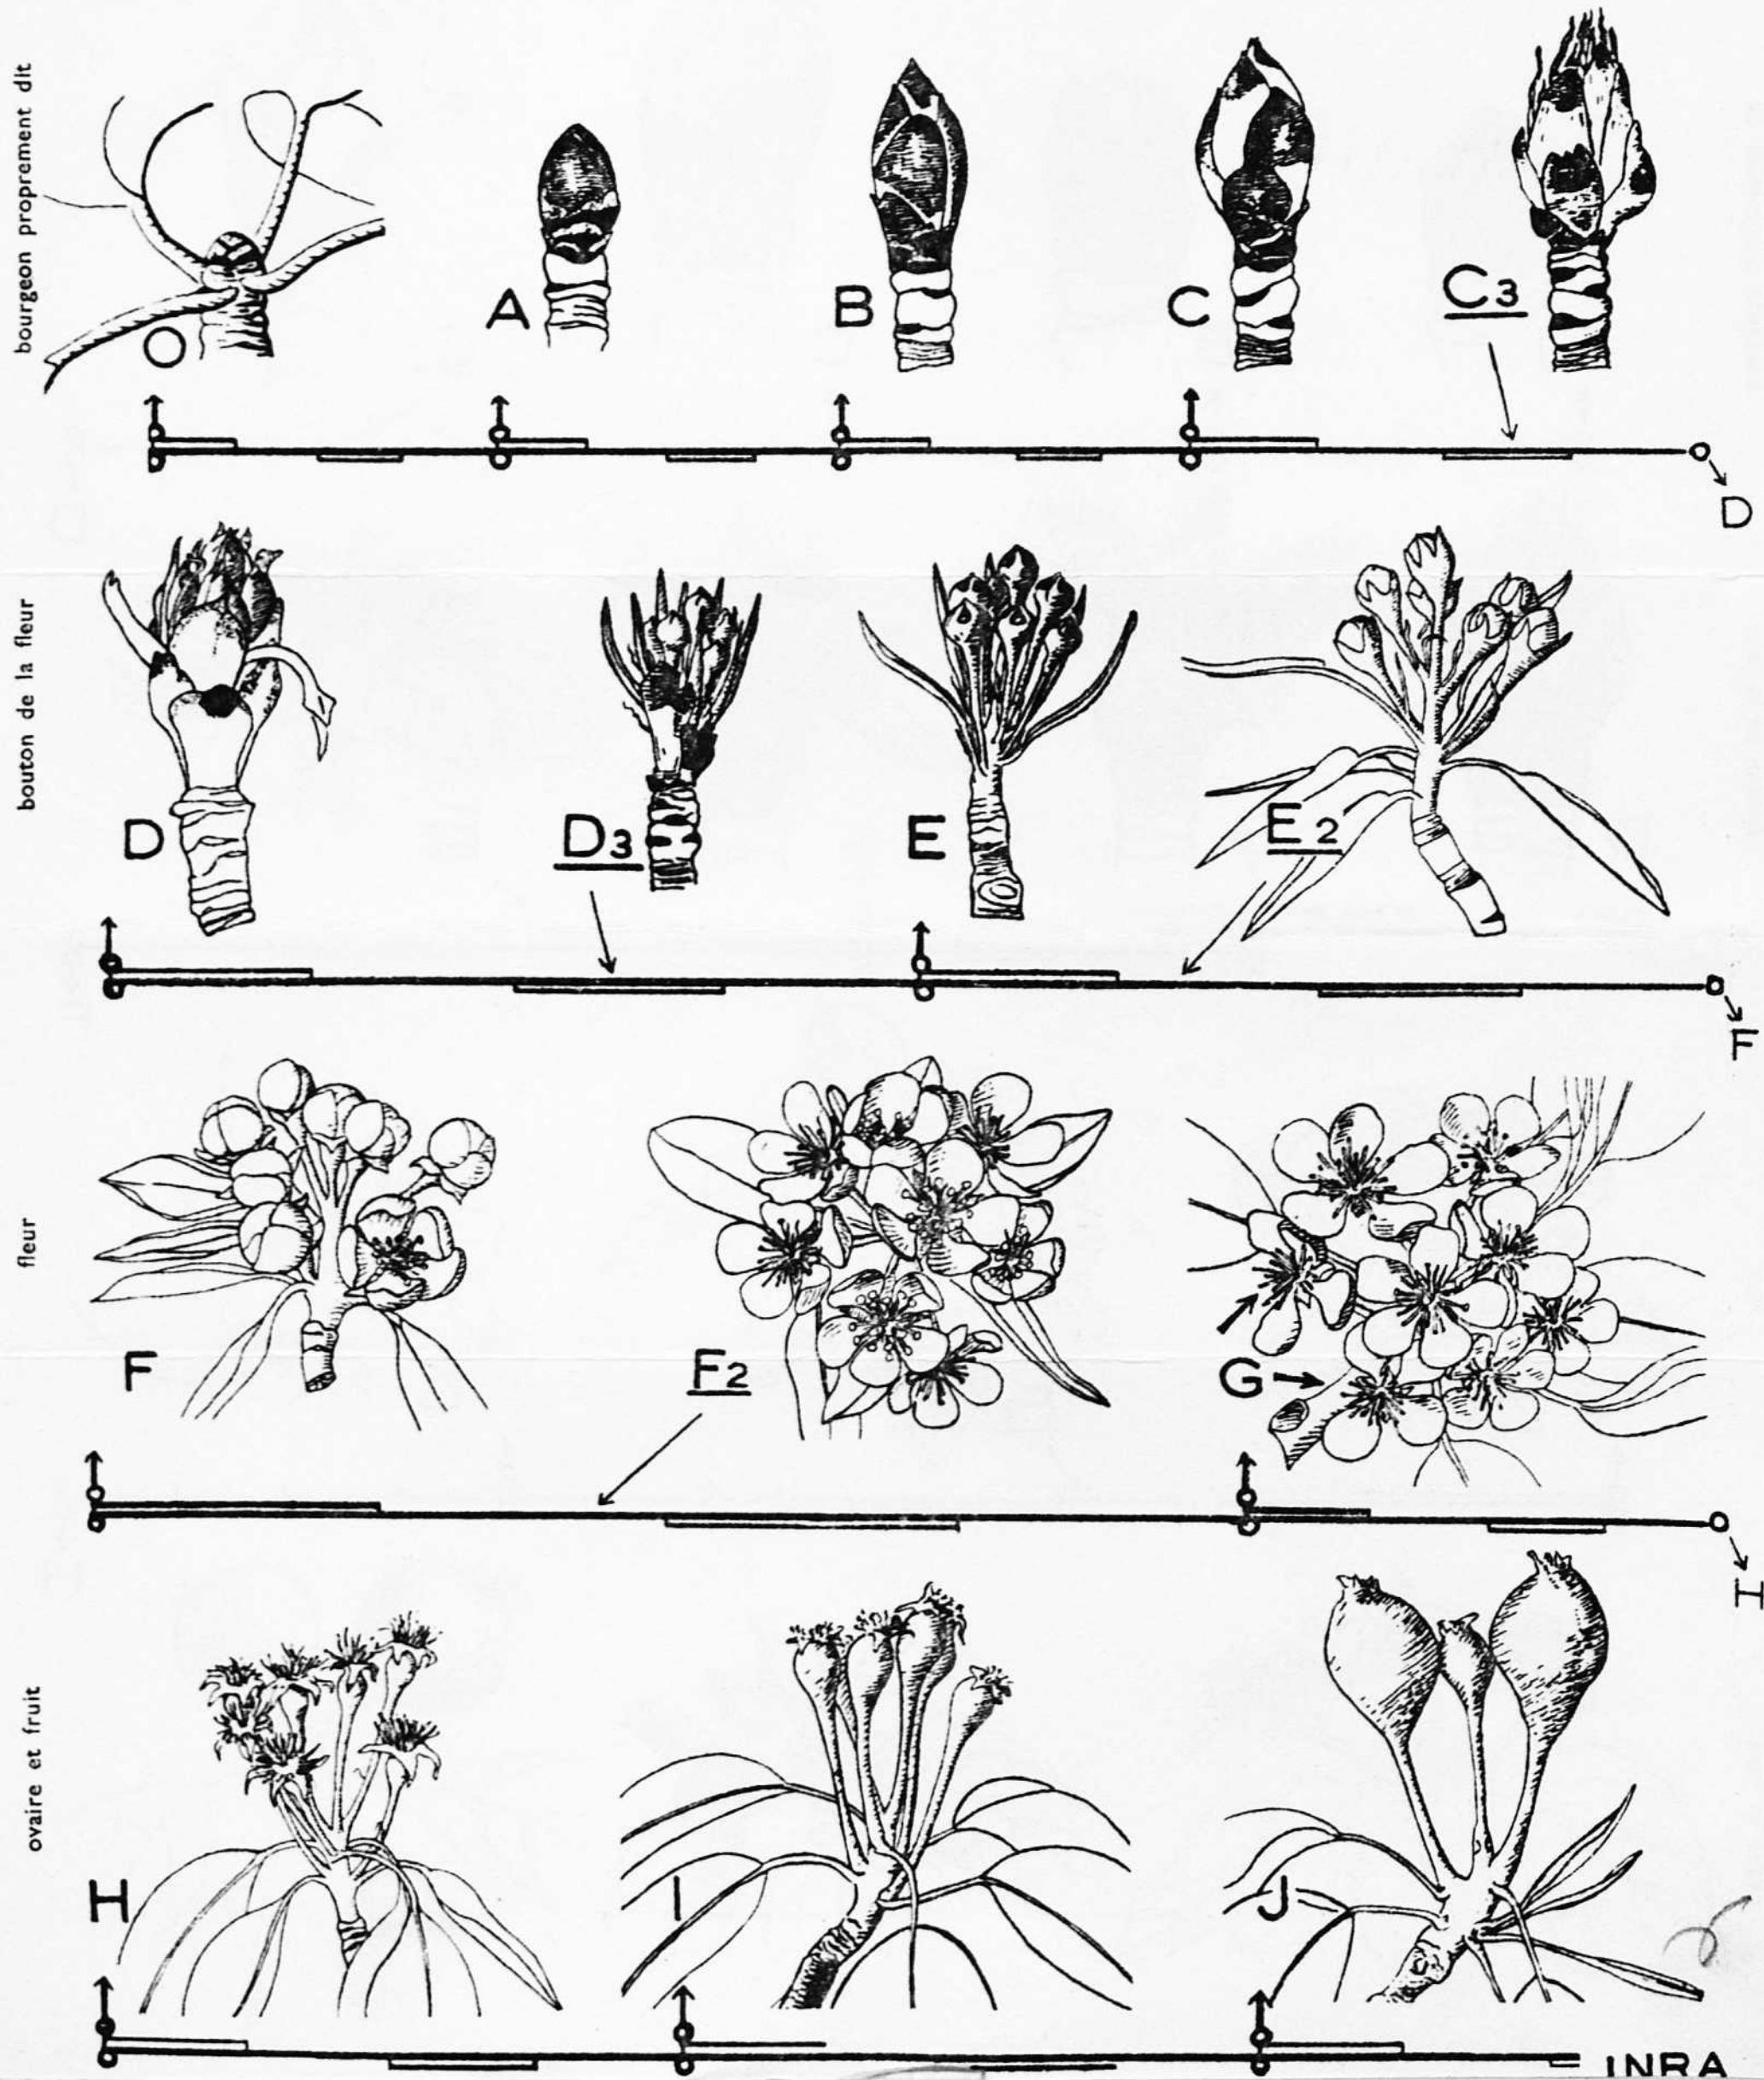 bourgeon proprement dit
O
A
B
C
C3
D
bouton de la fleur
D
D3
E
E2
F
fleur
F
F2
G
H
ovaire et fruit
H
I
J
INRA